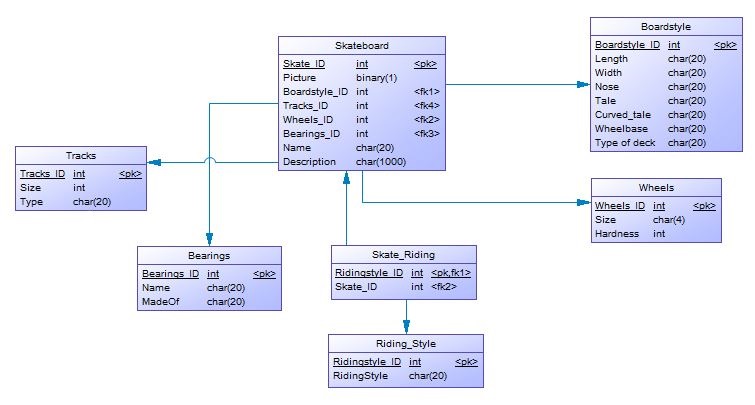 Skateboard
Skate_ID int <pk>
Picture binary(1)
Boardstyle_ID int <fk1>
Tracks_ID int <fk4>
Wheels_ID int <fk2>
Bearings_ID int <fk3>
Name char(20)
Description char(1000)
Boardstyle
Boardstyle_ID int <pk>
Length char(20)
Width char(20)
Nose char(20)
Tale char(20)
Curved_tale char(20)
Wheelbase char(20)
Type of deck char(20)
Tracks
Tracks_ID int <pk>
Size int
Type char(20)
Wheels
Wheels_ID int <pk>
Size char(4)
Hardness int
Bearings
Bearings_ID int <pk>
Name char(20)
MadeOf char(20)
Skate_Riding
Ridingstyle_ID int <pk,fk1>
Skate_ID int <fk2>
Riding_Style
Ridingstyle_ID int <pk>
RidingStyle char(20)